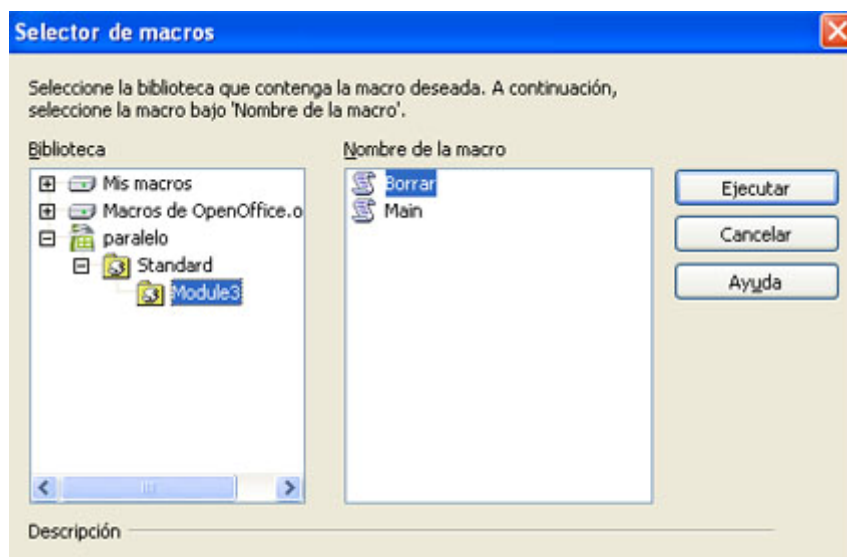 Selector de macros
Seleccione la biblioteca que contenga la macro deseada. A continuación,
seleccione la macro bajo 'Nombre de la macro'.
Biblioteca
Nombre de la macro
Mis macros
Macros de OpenOffice.o
paralelo
Standard
Module3
Borrar
Main
Ejecutar
Cancelar
Ayuda
Descripción